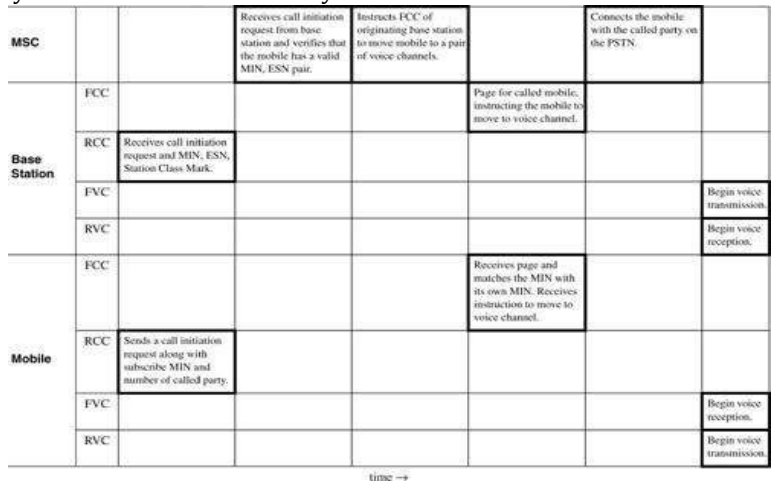 MSC
Receives call initiation
request from base
station and verifies that
the mobile has a valid
MIN, ESN pair.
Instructs FCC of
originating base station
to move mobile to a pair
of voice channels.
Connects the mobile
with the called party on
the PSTN.
Base
Station
FCC
Page for called mobile,
instructing the mobile to
move to voice channel.
RCC
Receives call initiation
request and MIN, ESN,
Station Class Mark.
FVC
Begin voice
transmission.
RVC
Begin voice
reception.
Mobile
FCC
Receives page and
matches the MIN with
its own MIN. Receives
instruction to move to
voice channel.
RCC
Sends a call initiation
request along with
subscribe MIN and
number of called party.
FVC
Begin voice
reception.
RVC
Begin voice
transmission.
time →